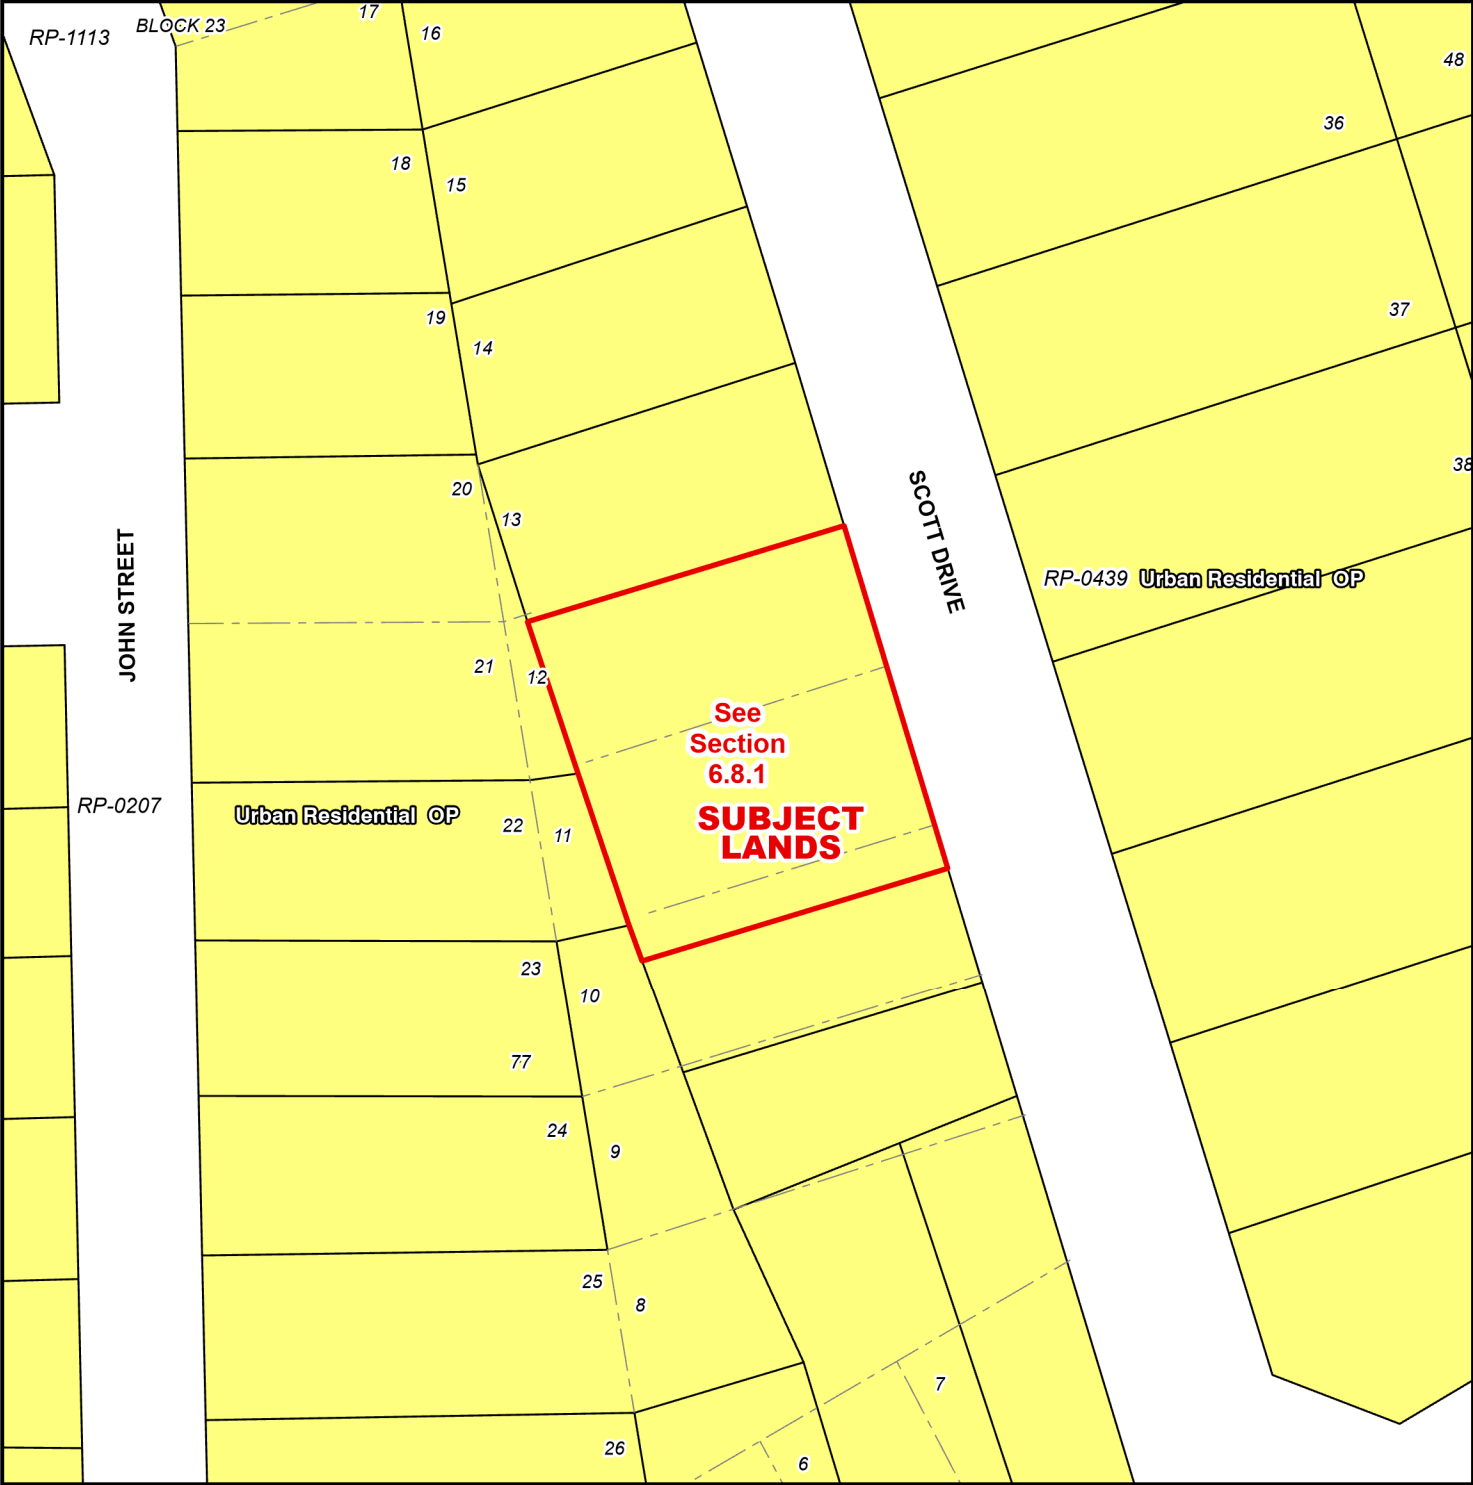 17
BLOCK 23
16
RP-1113
48
36
18
15
37
19
14
38
20
13
SCOTT DRIVE
JOHN STREET
RP-0439 Urban Residential OP
21
12
See
Section
6.8.1
RP-0207
Urban Residential OP
SUBJECT
LANDS
22
11
23
10
77
24
9
25
8
7
26
6